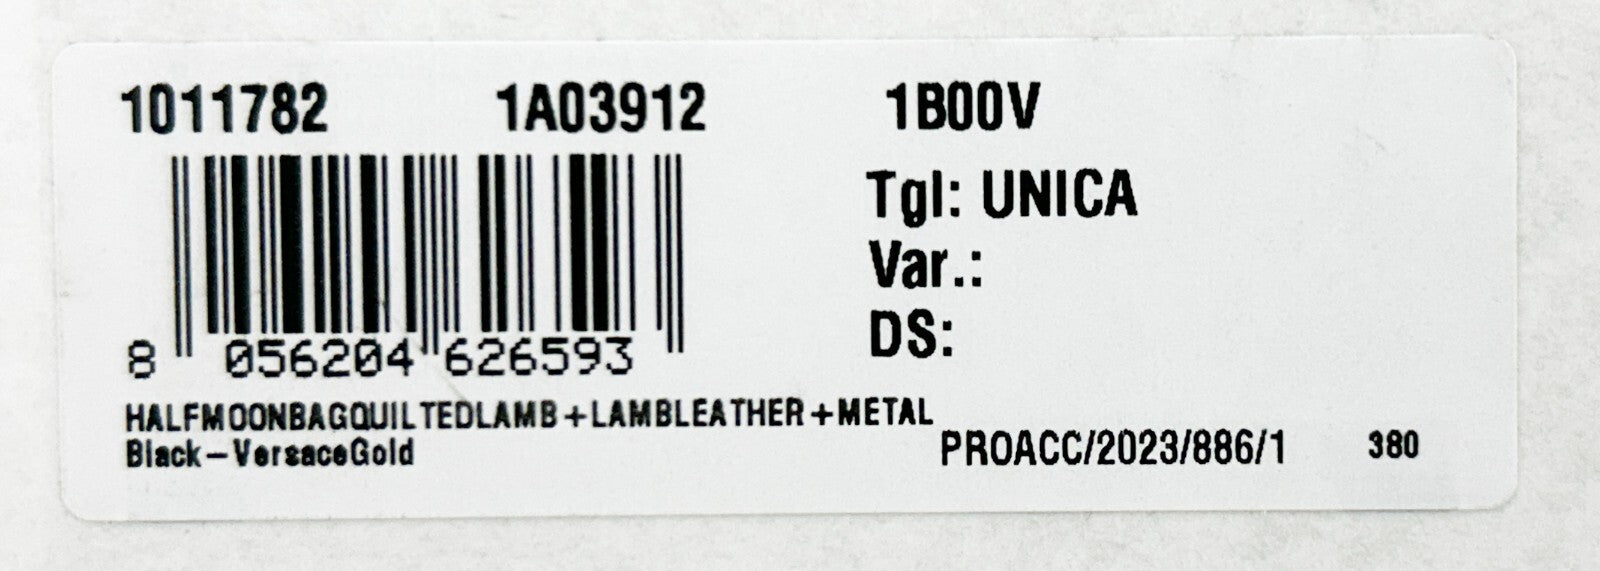 1011782 1A03912 1B00V
Tgl: UNICA
Var.:
DS:
8 056204 626593
HALFMOONBAGQUILTEDLAMB+LAMBLEATHER+METAL
Black-VersaceGold
PROACC/2023/886/1 380